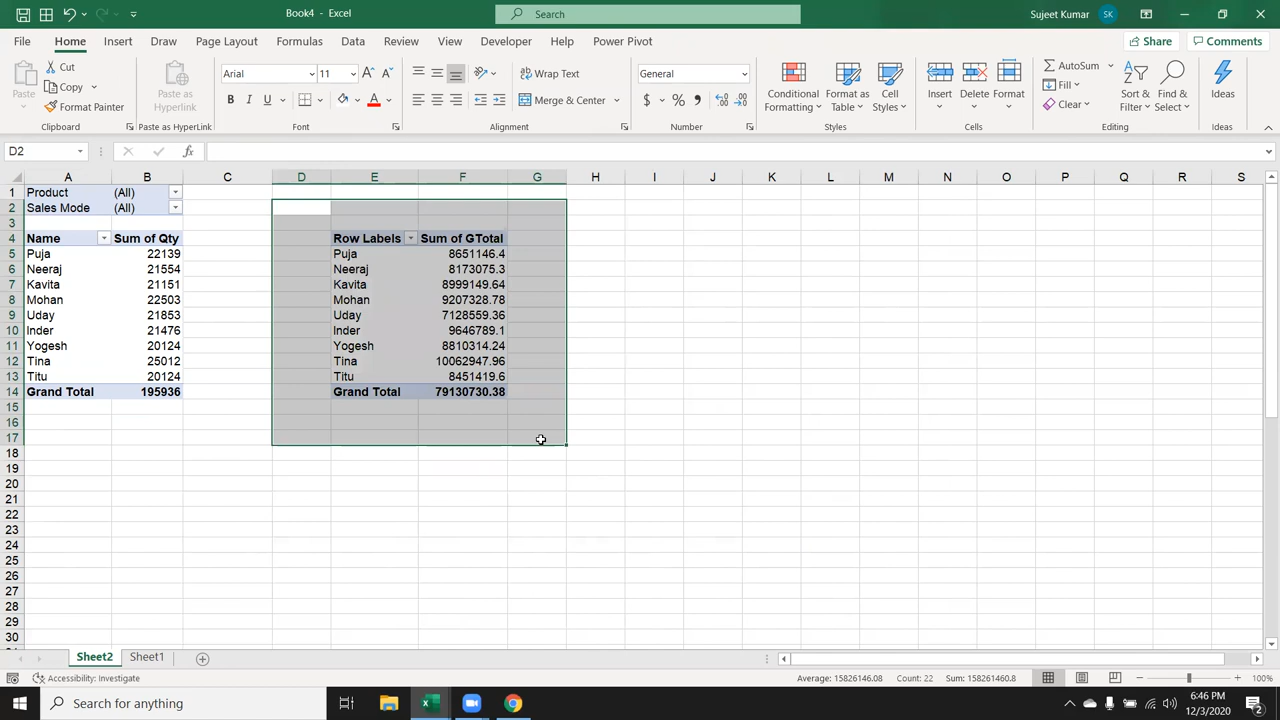 Book4 - Excel
Search
Sujeet Kumar
SK
File Home Insert Draw Page Layout Formulas Data Review View Developer Help Power Pivot
Share
Comments
Paste
Cut
Copy
Format Painter
Clipboard
Paste as Hyperlink
Paste as HyperLink
Arial 11
B I U
Font
Wrap Text
Merge & Center
Alignment
General
$ % ,
Number
Conditional Formatting
Format as Table
Cell Styles
Styles
Insert Delete Format
Cells
AutoSum
Fill
Clear
Sort & Filter
Find & Select
Editing
Ideas
Ideas
D2 fx
A B C D E F G H I J K L M N O P Q R S
1 Product (All)
2 Sales Mode (All)
3
4 Name Sum of Qty Row Labels Sum of GTotal
5 Puja 22139 Puja 8651146.4
6 Neeraj 21554 Neeraj 8173075.3
7 Kavita 21151 Kavita 8999149.64
8 Mohan 22503 Mohan 9207328.78
9 Uday 21853 Uday 7128559.36
10 Inder 21476 Inder 9646789.1
11 Yogesh 20124 Yogesh 8810314.24
12 Tina 25012 Tina 10062947.96
13 Titu 20124 Titu 8451419.6
14 Grand Total 195936 Grand Total 79130730.38
15
16
17
18
19
20
21
22
23
24
25
26
27
28
29
30
Sheet2 Sheet1
Accessibility: Investigate
Average: 15826146.08 Count: 22 Sum: 158261460.8
100%
Search for anything
6:46 PM
12/3/2020
2